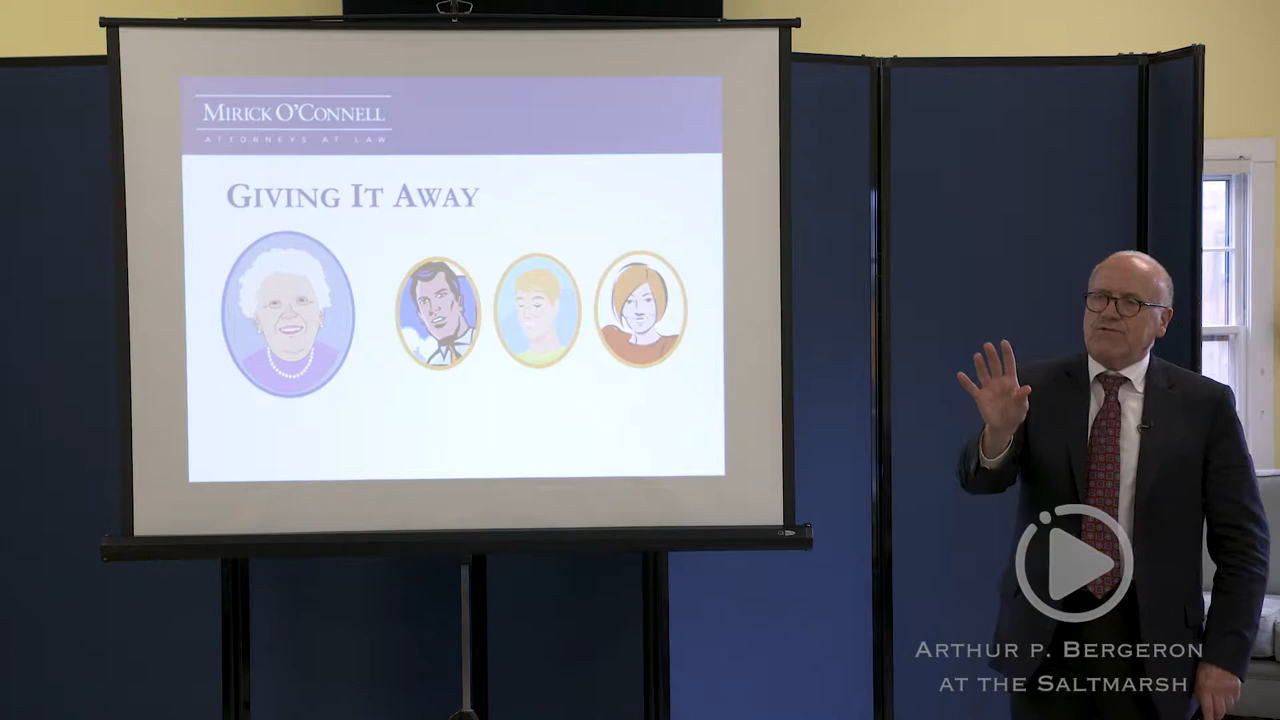 MIRICK O'CONNELL
ATTORNEYS AT LAW
GIVING IT AWAY
ARTHUR P. BERGERON
AT THE SALTMARSH